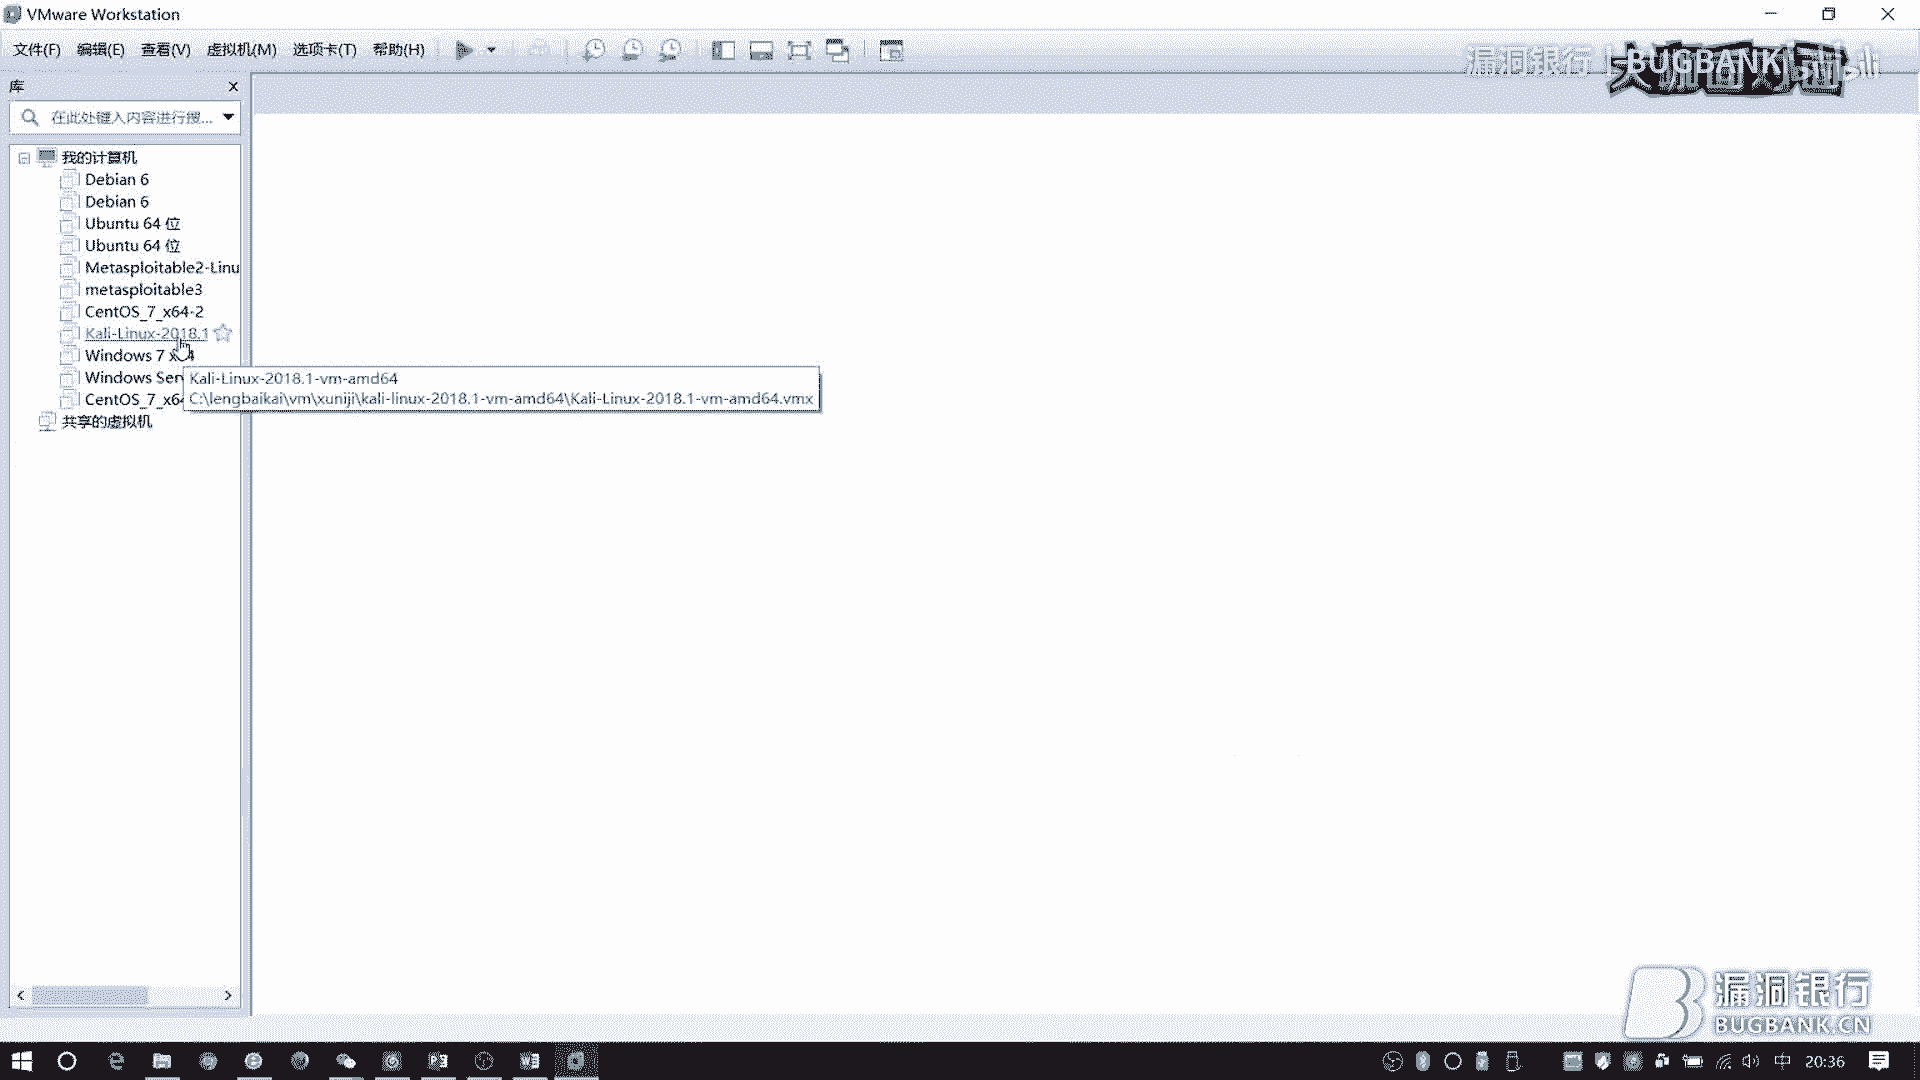 VMware Workstation
文件(F) 编辑(E) 查看(V) 虚拟机(M) 选项卡(T) 帮助(H)
漏洞银行 | BUGBANK
大咖面对面
库
在此处键入内容进行搜...
我的计算机
Debian 6
Debian 6
Ubuntu 64 位
Ubuntu 64 位
Metasploitable2-Linu
metasploitable3
CentOS_7_x64-2
Kali-Linux-2018.1
Windows 7 x
Windows Ser
CentOS_7_x64
共享的虚拟机
Kali-Linux-2018.1-vm-amd64
C:\lengbaikai\vm\xuniji\kali-linux-2018.1-vm-amd64\Kali-Linux-2018.1-vm-amd64.vmx
漏洞银行
BUGBANK.CN
中 20:36